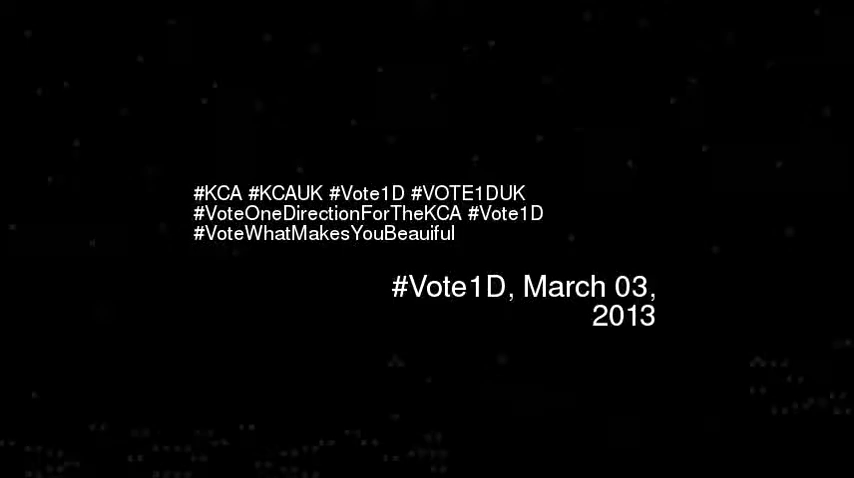 #KCA #KCAUK #Vote1D #VOTE1DUK
#VoteOneDirectionForTheKCA #Vote1D
#VoteWhatMakesYouBeauiful
#Vote1D, March 03,
2013